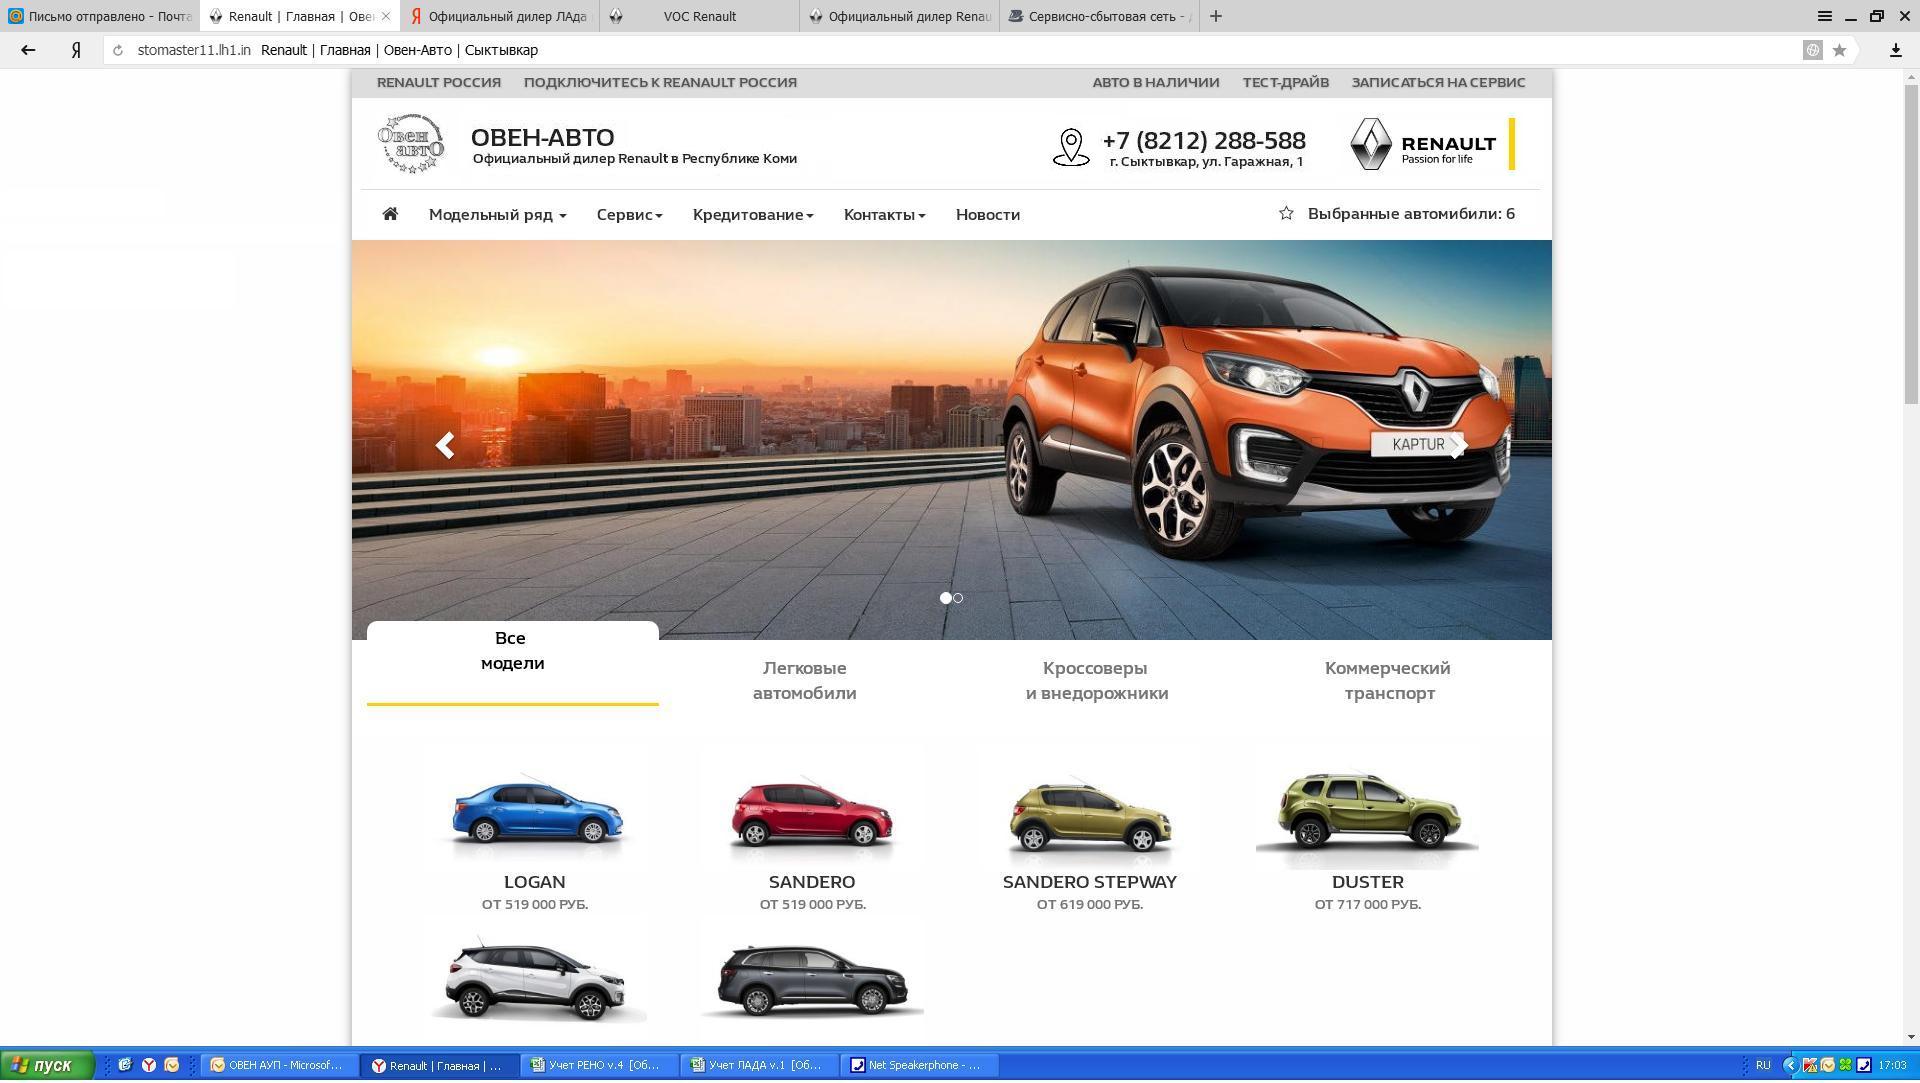 Письмо отправлено - Почта
Renault | Главная | Овен
Официальный дилер ЛАда
VOC Renault
Официальный дилер Renau
Сервисно-сбытовая сеть -
stomaster11.lh1.in Renault | Главная | Овен-Авто | Сыктывкар
RENAULT РОССИЯ ПОДКЛЮЧИТЕСЬ К REANAULT РОССИЯ АВТО В НАЛИЧИИ ТЕСТ-ДРАЙВ ЗАПИСАТЬСЯ НА СЕРВИС
Овен
авто
ОВЕН-АВТО
Официальный дилер Renault в Республике Коми
+7 (8212) 288-588
г. Сыктывкар, ул. Гаражная, 1
RENAULT
Passion for life
Модельный ряд Сервис Кредитование Контакты Новости
Выбранные автомибили: 6
KAPTUR
Все
модели
Легковые
автомобили
Кроссоверы
и внедорожники
Коммерческий
транспорт
LOGAN
ОТ 519 000 РУБ.
SANDERO
ОТ 519 000 РУБ.
SANDERO STEPWAY
ОТ 619 000 РУБ.
DUSTER
ОТ 717 000 РУБ.
пуск
ОВЕН АУП - Microsof...
Renault | Главная | ...
Учет РЕНО v.4 [Об...
Учет ЛАДА v.1 [Об...
Net Speakerphone - ...
RU
17:03